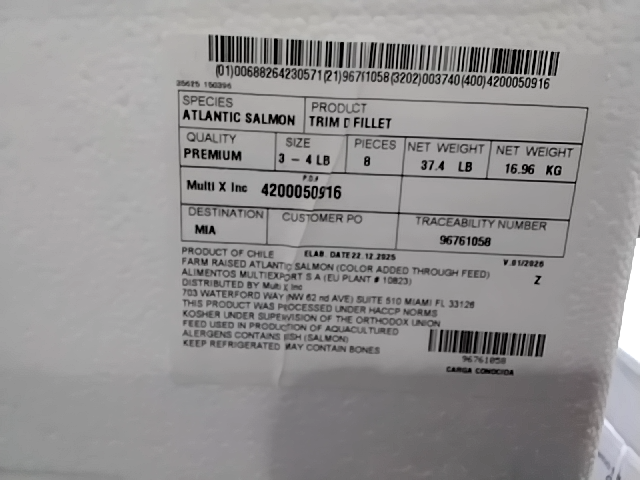 (01)00688264230571(21)96761058(3202)003740(400)4200050916
35675 150396
SPECIES
ATLANTIC SALMON
PRODUCT
TRIM D FILLET
QUALITY
PREMIUM
SIZE
3 - 4 LB
PIECES
8
NET WEIGHT
37.4 LB
NET WEIGHT
16.96 KG
Multi X Inc
PO#
4200050916
DESTINATION
MIA
CUSTOMER PO
TRACEABILITY NUMBER
96761058
PRODUCT OF CHILE ELAB. DATE 22.12.2025 V.01/2026
FARM RAISED ATLANTIC SALMON (COLOR ADDED THROUGH FEED) Z
ALIMENTOS MULTIEXPORT S A (EU PLANT # 10823)
DISTRIBUTED BY Multi X Inc
703 WATERFORD WAY (NW 62 nd AVE) SUITE 510 MIAMI FL 33126
THIS PRODUCT WAS PROCESSED UNDER HACCP NORMS
KOSHER UNDER SUPERVISION OF THE ORTHODOX UNION
FEED USED IN PRODUCTION OF AQUACULTURED
ALERGENS CONTAINS FISH (SALMON)
KEEP REFRIGERATED MAY CONTAIN BONES
96761058
CARGA CONOCIDA